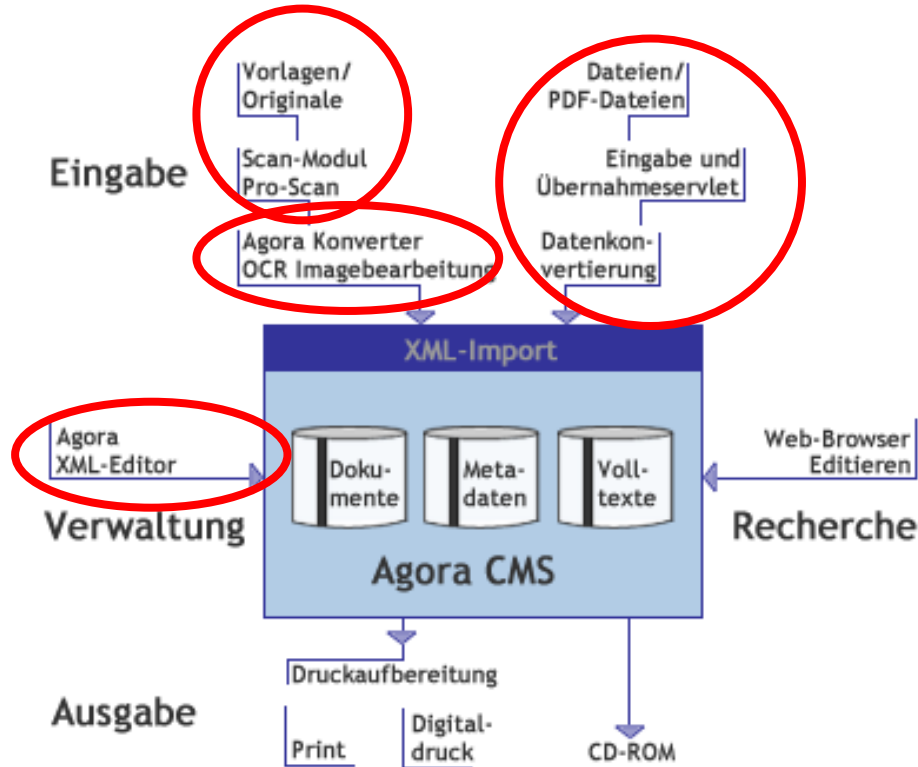 Vorlagen/
Originale
Dateien/
PDF-Dateien
Eingabe
Scan-Modul
Pro-Scan
Eingabe und
Übernahmeservlet
Agora Konverter
OCR Imagebearbeitung
Datenkon-
vertierung
XML-Import
Agora
XML-Editor
Doku-
mente
Meta-
daten
Voll-
texte
Web-Browser
Editieren
Verwaltung
Recherche
Agora CMS
Druckaufbereitung
Ausgabe
Print
Digital-
druck
CD-ROM